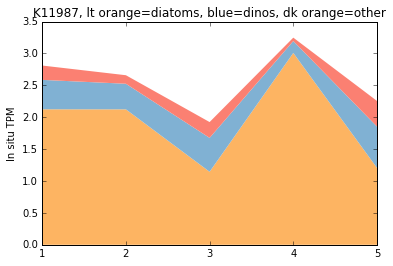 K11987, lt orange=diatoms, blue=dinos, dk orange=other
In situ TPM
3.5
3.0
2.5
2.0
1.5
1.0
0.5
0.0
1 2 3 4 5